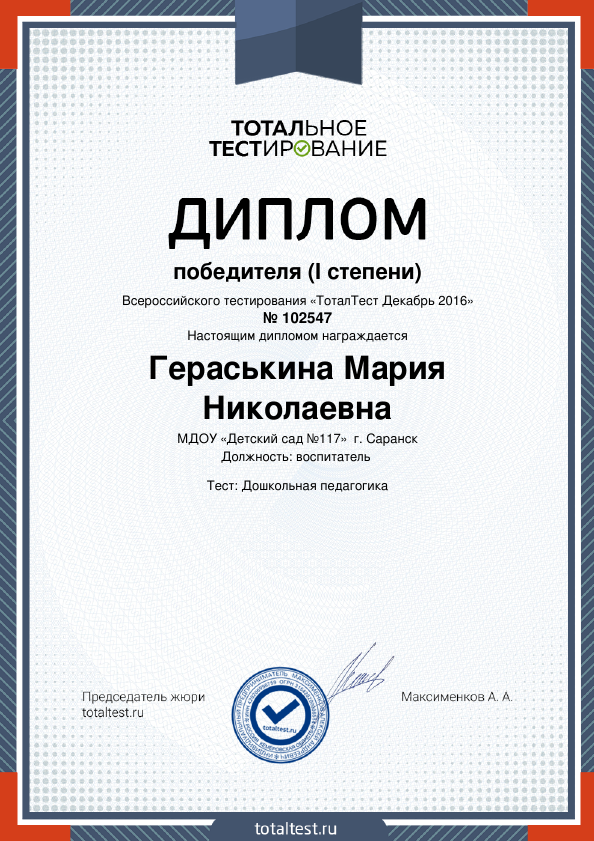 ТОТАЛЬНОЕ
ТЕСТИРОВАНИЕ
ДИПЛОМ
победителя (I степени)
Всероссийского тестирования «ТоталТест Декабрь 2016»
№ 102547
Настоящим дипломом награждается
Гераськина Мария
Николаевна
МДОУ «Детский сад №117» г. Саранск
Должность: воспитатель
Тест: Дошкольная педагогика
Председатель жюри
totaltest.ru
Максименков А. А.
totaltest.ru
totaltest.ru